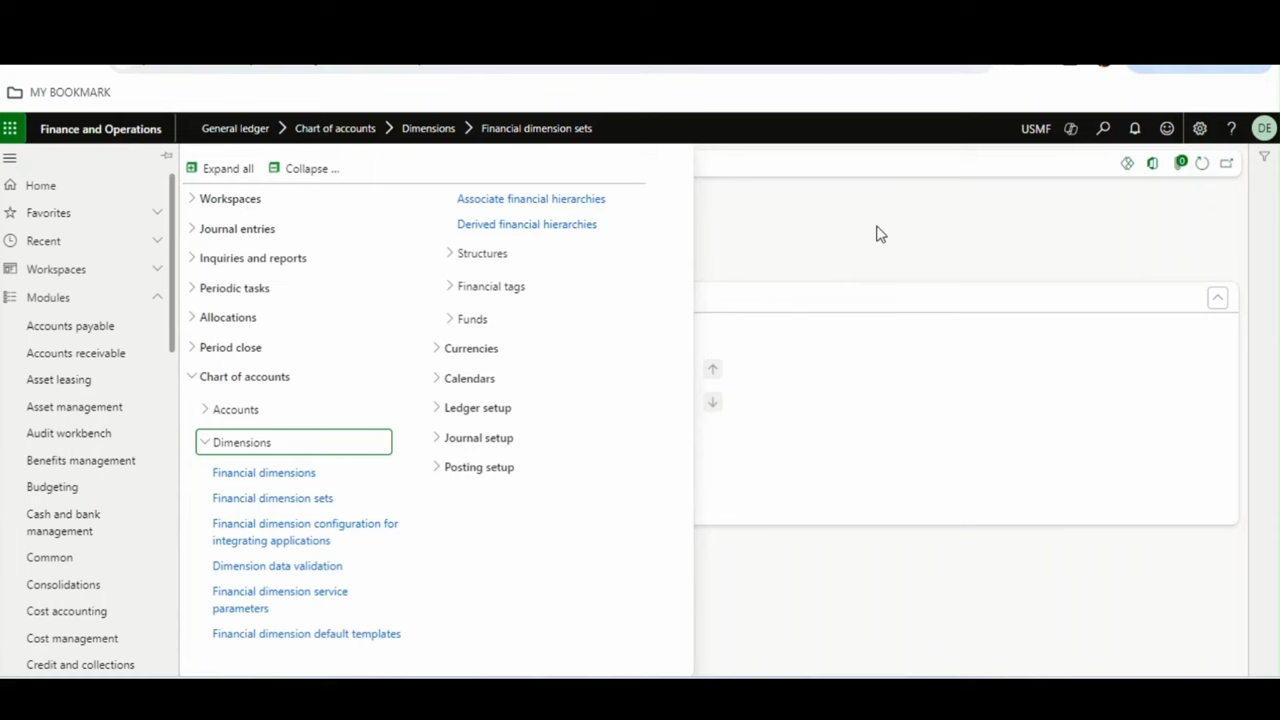 MY BOOKMARK
Finance and Operations
General ledger
Chart of accounts
Dimensions
Financial dimension sets
USMF
DE
0
Home
Favorites
Recent
Workspaces
Modules
Accounts payable
Accounts receivable
Asset leasing
Asset management
Audit workbench
Benefits management
Budgeting
Cash and bank
management
Common
Consolidations
Cost accounting
Cost management
Credit and collections
Expand all
Collapse ...
Workspaces
Journal entries
Inquiries and reports
Periodic tasks
Allocations
Period close
Chart of accounts
Accounts
Dimensions
Financial dimensions
Financial dimension sets
Financial dimension configuration for
integrating applications
Dimension data validation
Financial dimension service
parameters
Financial dimension default templates
Associate financial hierarchies
Derived financial hierarchies
Structures
Financial tags
Funds
Currencies
Calendars
Ledger setup
Journal setup
Posting setup